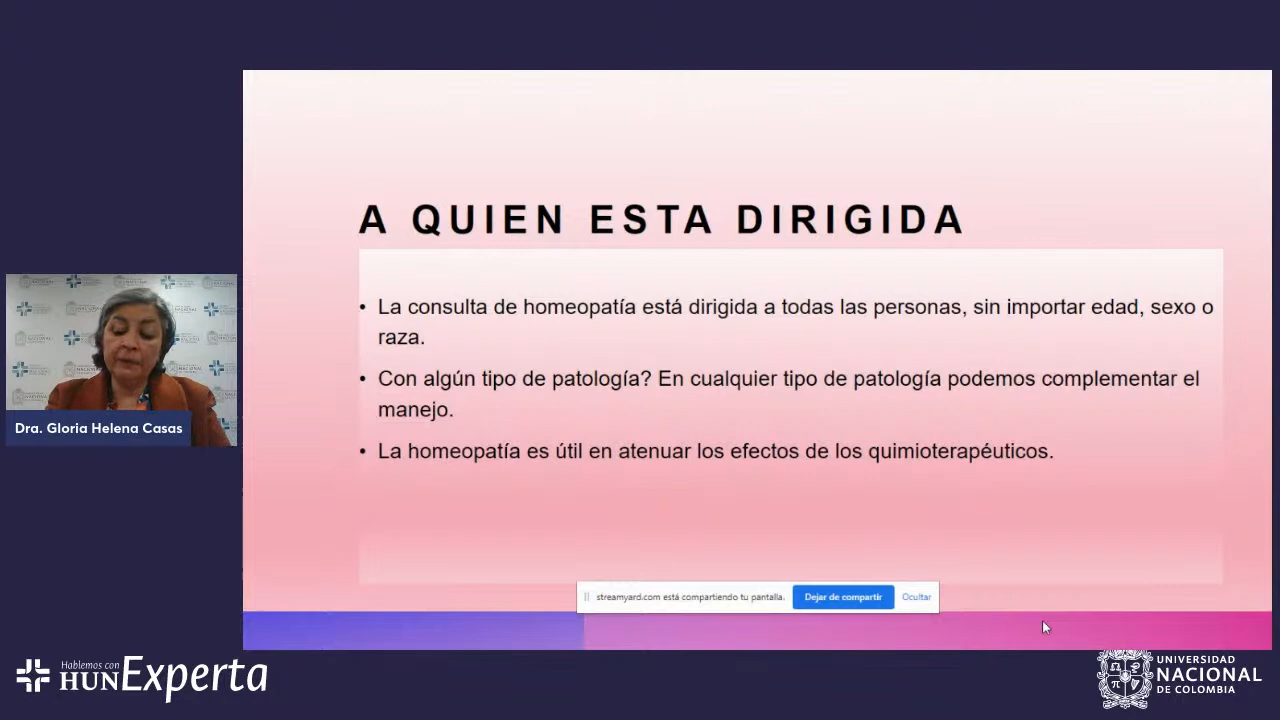 A QUIEN ESTA DIRIGIDA
• La consulta de homeopatía está dirigida a todas las personas, sin importar edad, sexo o
raza.
• Con algún tipo de patología? En cualquier tipo de patología podemos complementar el
manejo.
• La homeopatía es útil en atenuar los efectos de los quimioterapéuticos.
Dra. Gloria Helena Casas
streamyard.com está compartiendo tu pantalla.
Dejar de compartir
Ocultar
Hablemos con
HUNExperta
UNIVERSIDAD
NACIONAL
DE COLOMBIA